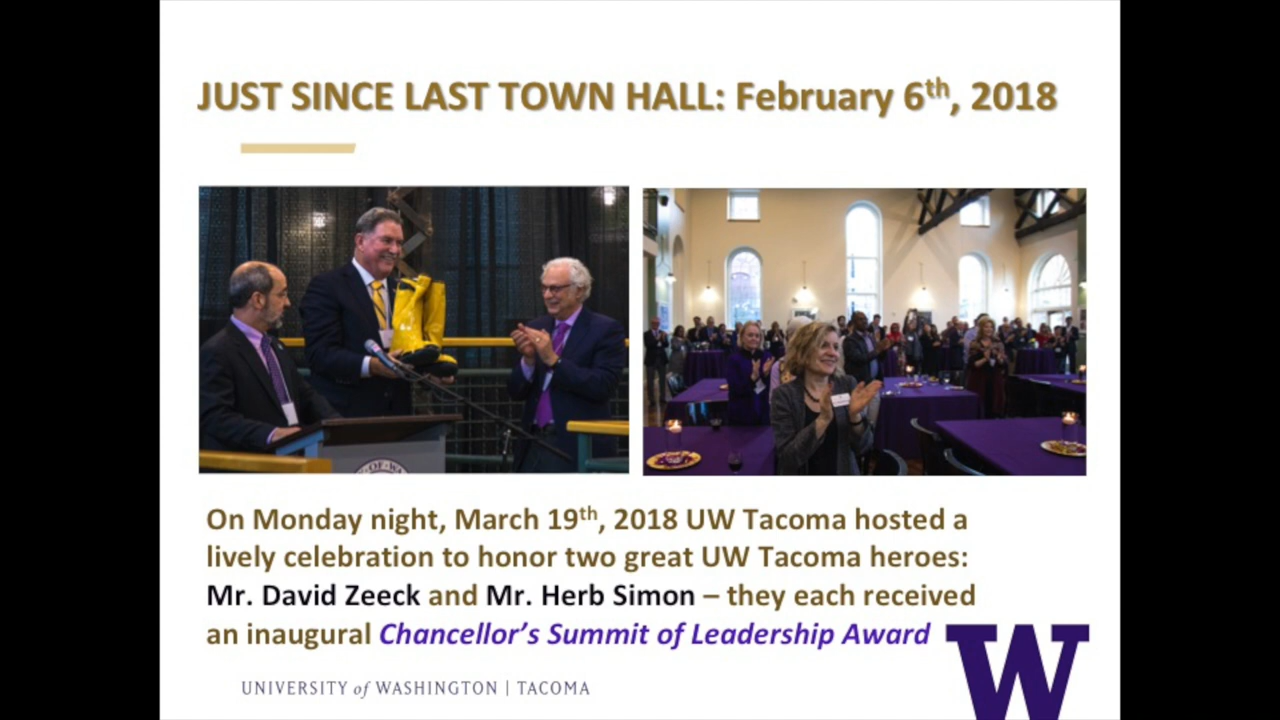 JUST SINCE LAST TOWN HALL: February 6th, 2018
On Monday night, March 19th, 2018 UW Tacoma hosted a
lively celebration to honor two great UW Tacoma heroes:
Mr. David Zeeck and Mr. Herb Simon – they each received
an inaugural Chancellor's Summit of Leadership Award
W
UNIVERSITY of WASHINGTON | TACOMA